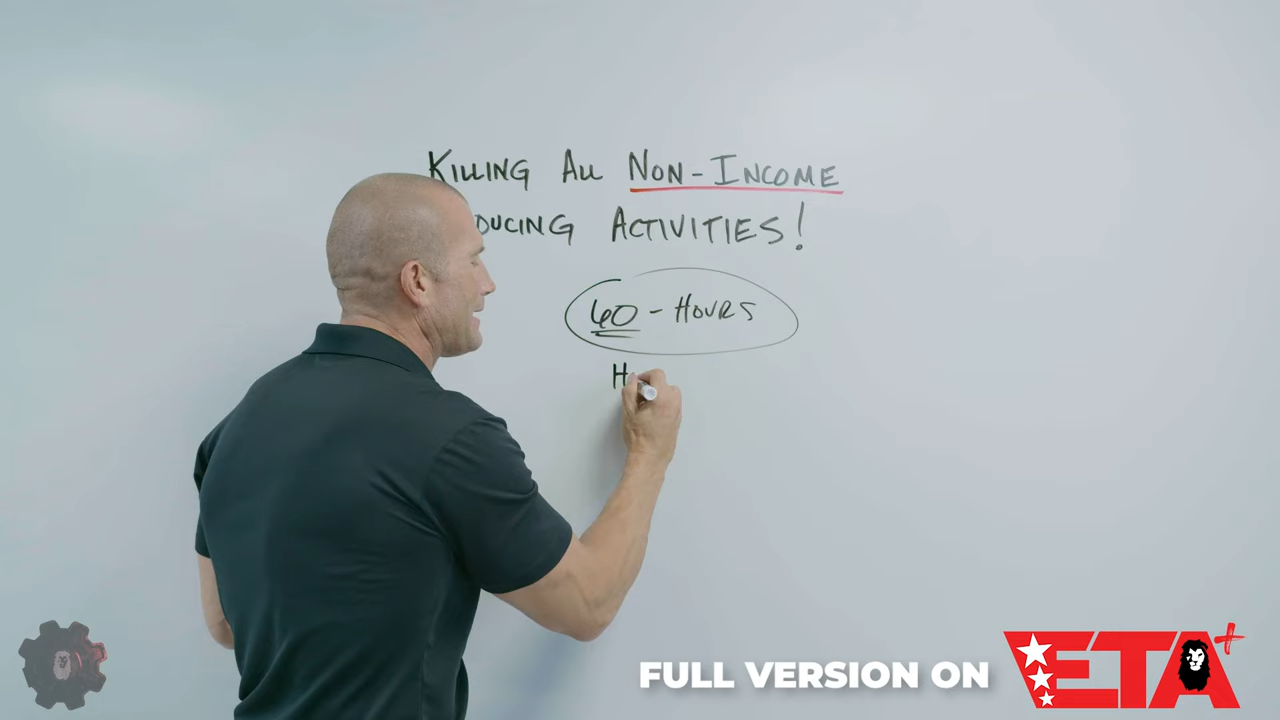 KILLING ALL NON-INCOME
DUCING ACTIVITIES!
60 - HOURS
H
FULL VERSION ON ETA+